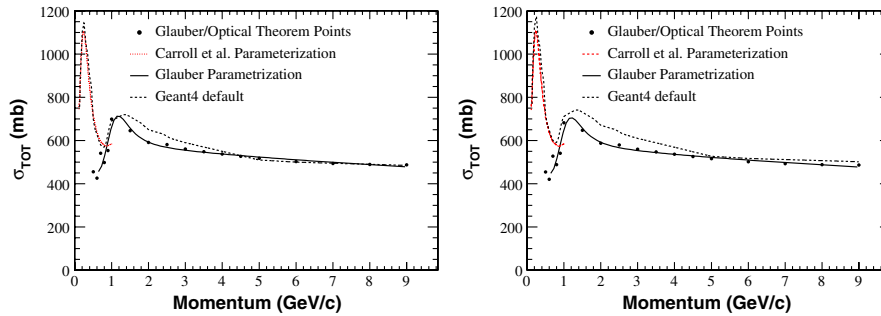 1200
1000
800
600
400
200
0
σTOT (mb)
Glauber/Optical Theorem Points
Carroll et al. Parameterization
Glauber Parametrization
Geant4 default
0 1 2 3 4 5 6 7 8 9
Momentum (GeV/c)
1200
1000
800
600
400
200
0
σTOT (mb)
Glauber/Optical Theorem Points
Carroll et al. Parameterization
Glauber Parametrization
Geant4 default
0 1 2 3 4 5 6 7 8 9
Momentum (GeV/c)